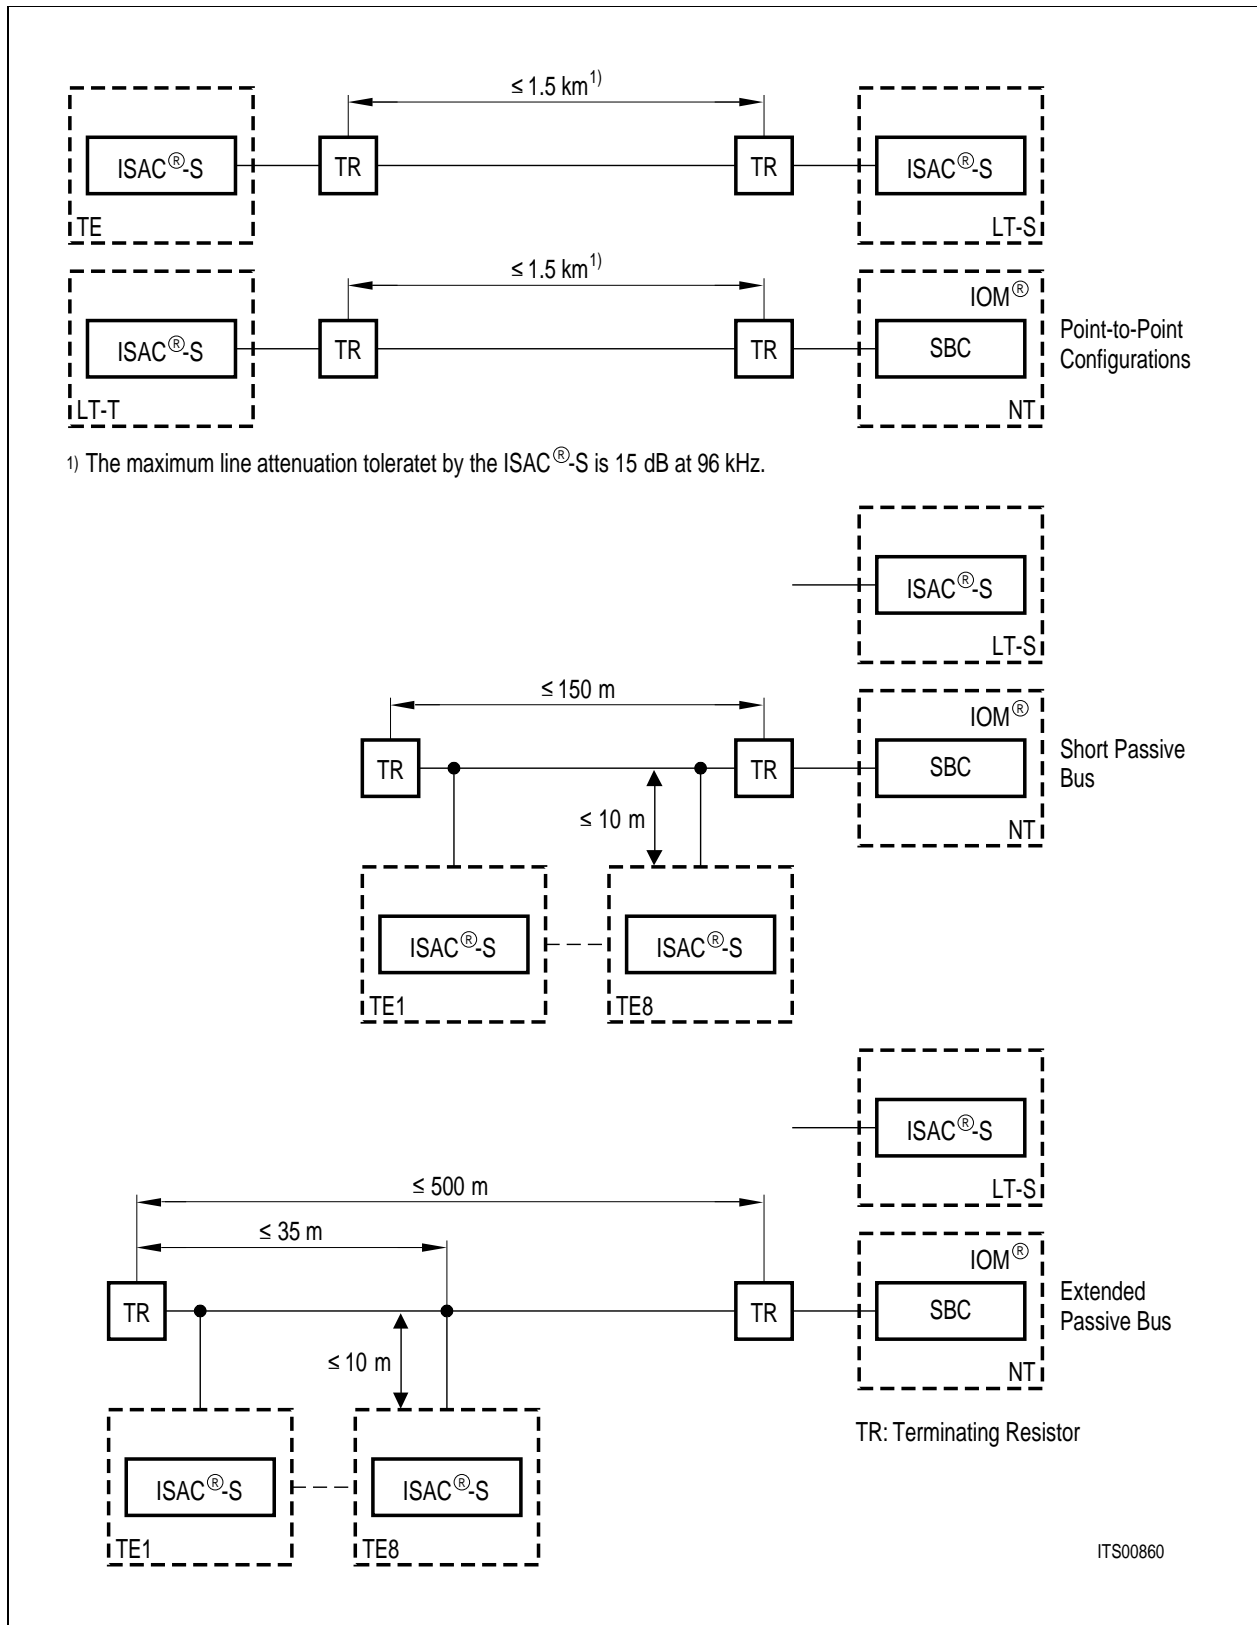 ≤ 1.5 km1)
ISAC®-S
TR
TR
ISAC®-S
TE
LT-S
≤ 1.5 km1)
IOM®
ISAC®-S
TR
TR
SBC
Point-to-Point
Configurations
LT-T
NT
1) The maximum line attenuation toleratet by the ISAC®-S is 15 dB at 96 kHz.
ISAC®-S
LT-S
≤ 150 m
IOM®
TR
TR
SBC
Short Passive
Bus
≤ 10 m
NT
ISAC®-S
ISAC®-S
TE1
TE8
ISAC®-S
LT-S
≤ 500 m
≤ 35 m
IOM®
TR
TR
SBC
Extended
Passive Bus
≤ 10 m
NT
TR: Terminating Resistor
ISAC®-S
ISAC®-S
TE1
TE8
ITS00860